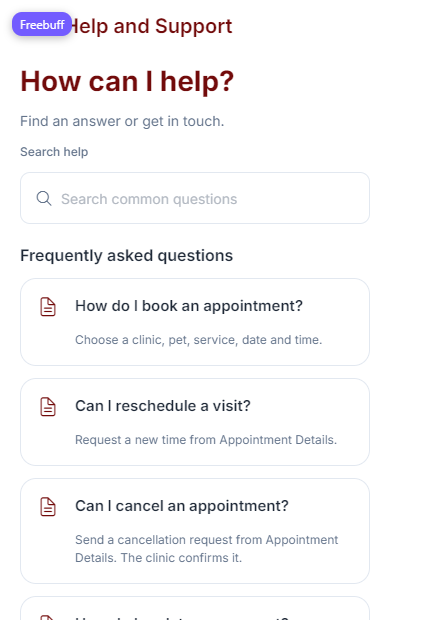 Freebuff
Help and Support
How can I help?
Find an answer or get in touch.
Search help
Search common questions
Frequently asked questions
How do I book an appointment?
Choose a clinic, pet, service, date and time.
Can I reschedule a visit?
Request a new time from Appointment Details.
Can I cancel an appointment?
Send a cancellation request from Appointment
Details. The clinic confirms it.